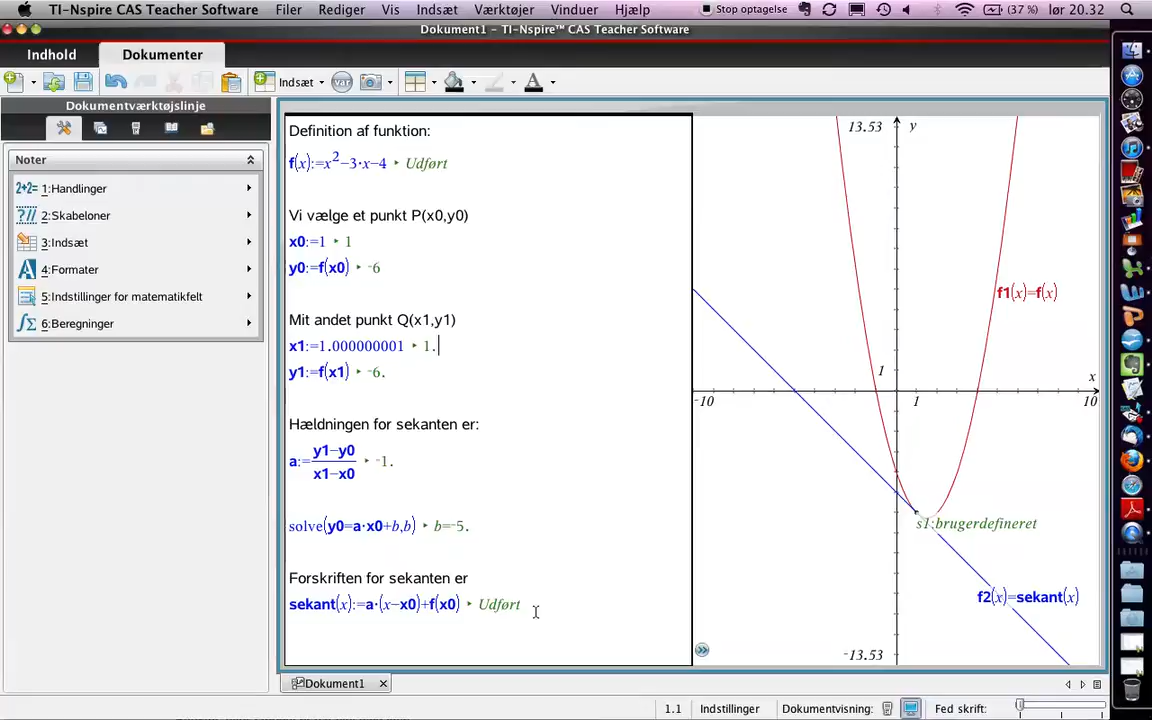 TI-Nspire CAS Teacher Software Filer Rediger Vis Indsæt Værktøjer Vinduer Hjælp Stop optagelse (37 %) lør 20.32
Dokument1 - TI-Nspire™ CAS Teacher Software
Indhold Dokumenter
Indsæt var A
Dokumentværktøjslinje
Noter
1:Handlinger
2:Skabeloner
3:Indsæt
4:Formater
5:Indstillinger for matematikfelt
6:Beregninger
Definition af funktion:
f(x):=x²−3·x−4 ▸ Udført
Vi vælge et punkt P(x0,y0)
x0:=1 ▸ 1
y0:=f(x0) ▸ −6
Mit andet punkt Q(x1,y1)
x1:=1.000000001 ▸ 1.
y1:=f(x1) ▸ −6.
Hældningen for sekanten er:
a:=(y1−y0)/(x1−x0) ▸ −1.
solve(y0=a·x0+b,b) ▸ b=−5.
Forskriften for sekanten er
sekant(x):=a·(x−x0)+f(x0) ▸ Udført
13.53 y
f1(x)=f(x)
1 x
-10 1 10
s1:brugerdefineret
f2(x)=sekant(x)
-13.53
Dokument1
1.1 Indstillinger Dokumentvisning: Fed skrift: